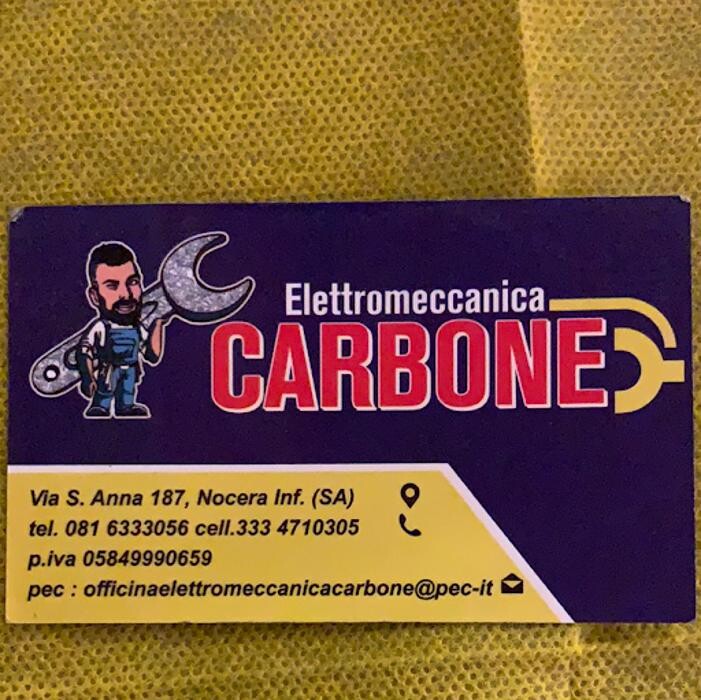 Elettromeccanica
CARBONE
Via S. Anna 187, Nocera Inf. (SA)
tel. 081 6333056 cell.333 4710305
p.iva 05849990659
pec : officinaelettromeccanicacarbone@pec-it